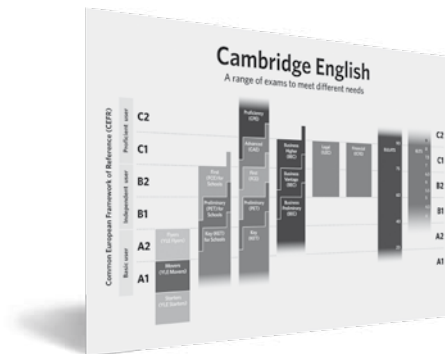 Cambridge English
A range of exams to meet different needs
Common European Framework of Reference (CEFR)
Proficient user
Independent user
Basic user
C2
C1
B2
B1
A2
A1
Proficiency
(CPE)
Advanced
(CAE)
First
(FCE) for
Schools
First
(FCE)
Preliminary
(PET) for
Schools
Preliminary
(PET)
Key (KET)
for Schools
Key
(KET)
Flyers
(YLE Flyers)
Movers
(YLE Movers)
Starters
(YLE Starters)
Business
Higher
(BEC)
Business
Vantage
(BEC)
Business
Preliminary
(BEC)
Legal
(ILEC)
Financial
(ICFE)
BULATS
IELTS
C2
C1
B2
B1
A2
A1